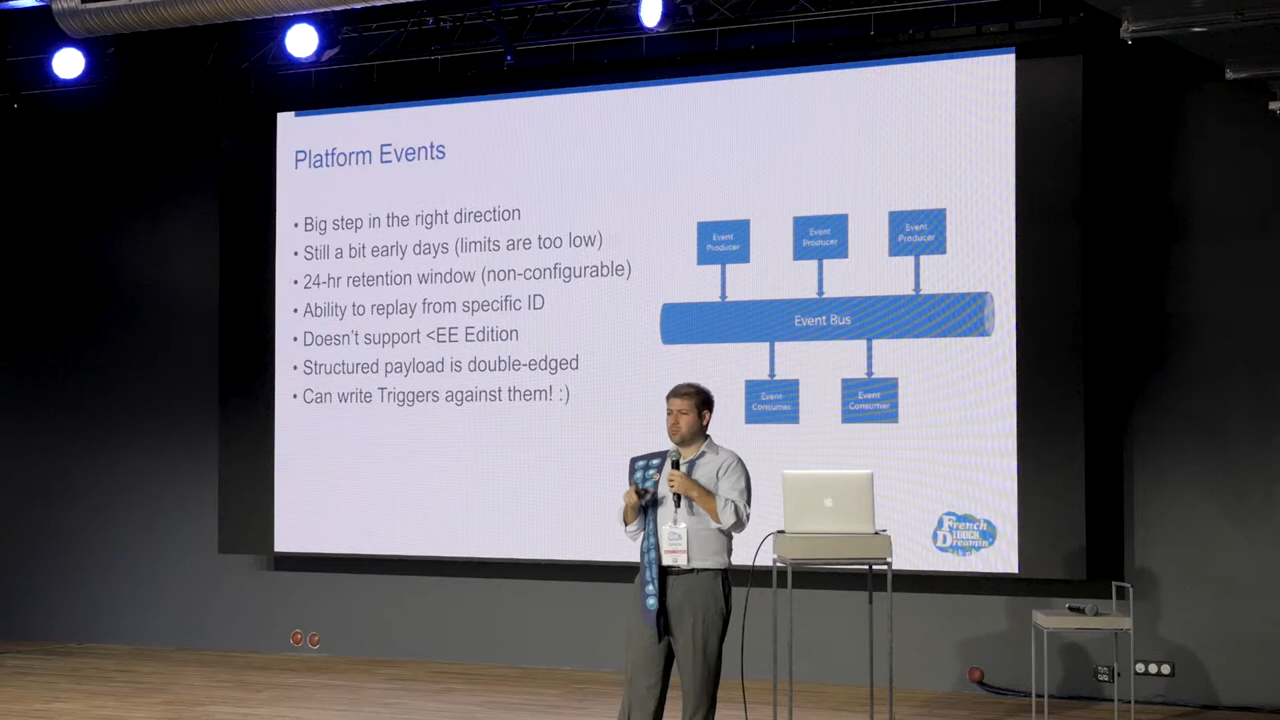 Platform Events
• Big step in the right direction
• Still a bit early days (limits are too low)
• 24-hr retention window (non-configurable)
• Ability to replay from specific ID
• Doesn't support <EE Edition
• Structured payload is double-edged
• Can write Triggers against them! :)
Event
Producer
Event
Producer
Event
Producer
Event Bus
Event
Consumer
Event
Consumer
French
TOUCH
Dreamin'